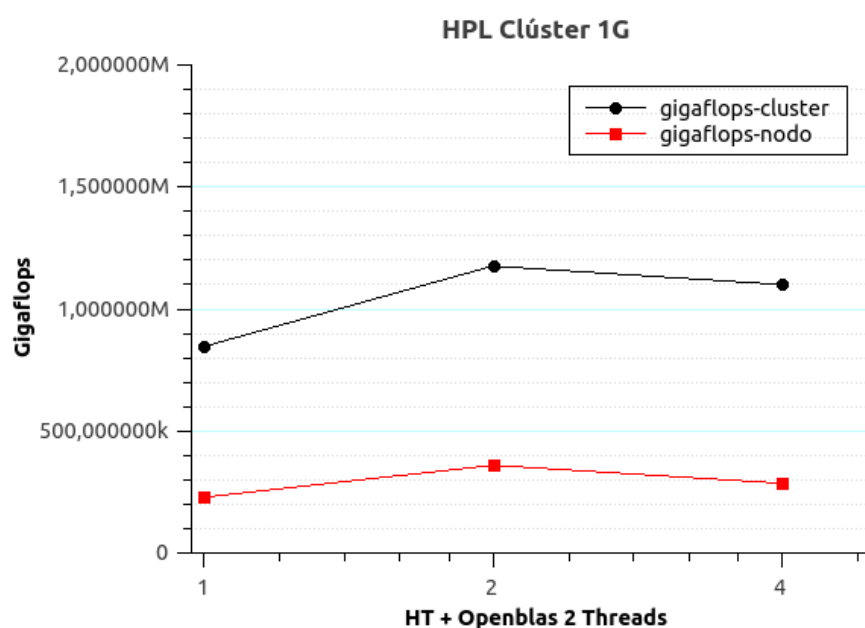 HPL Clúster 1G
2,000000M
gigaflops-cluster
gigaflops-nodo
1,500000M
Gigaflops
1,000000M
500,000000k
0
1 2 4
HT + Openblas 2 Threads